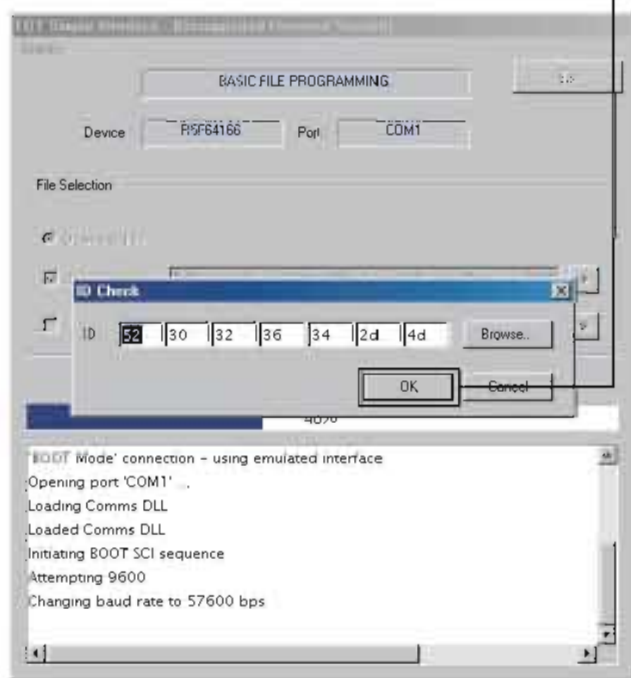 BASIC FILE PROGRAMMING
Device R5F64166 Port COM1
File Selection
ID Check
ID 52 30 32 36 34 2d 4d Browse..
OK Cancel
'BOOT Mode' connection – using emulated interface
Opening port 'COM1' ...
Loading Comms DLL
Loaded Comms DLL
Initiating BOOT SCI sequence
Attempting 9600
Changing baud rate to 57600 bps